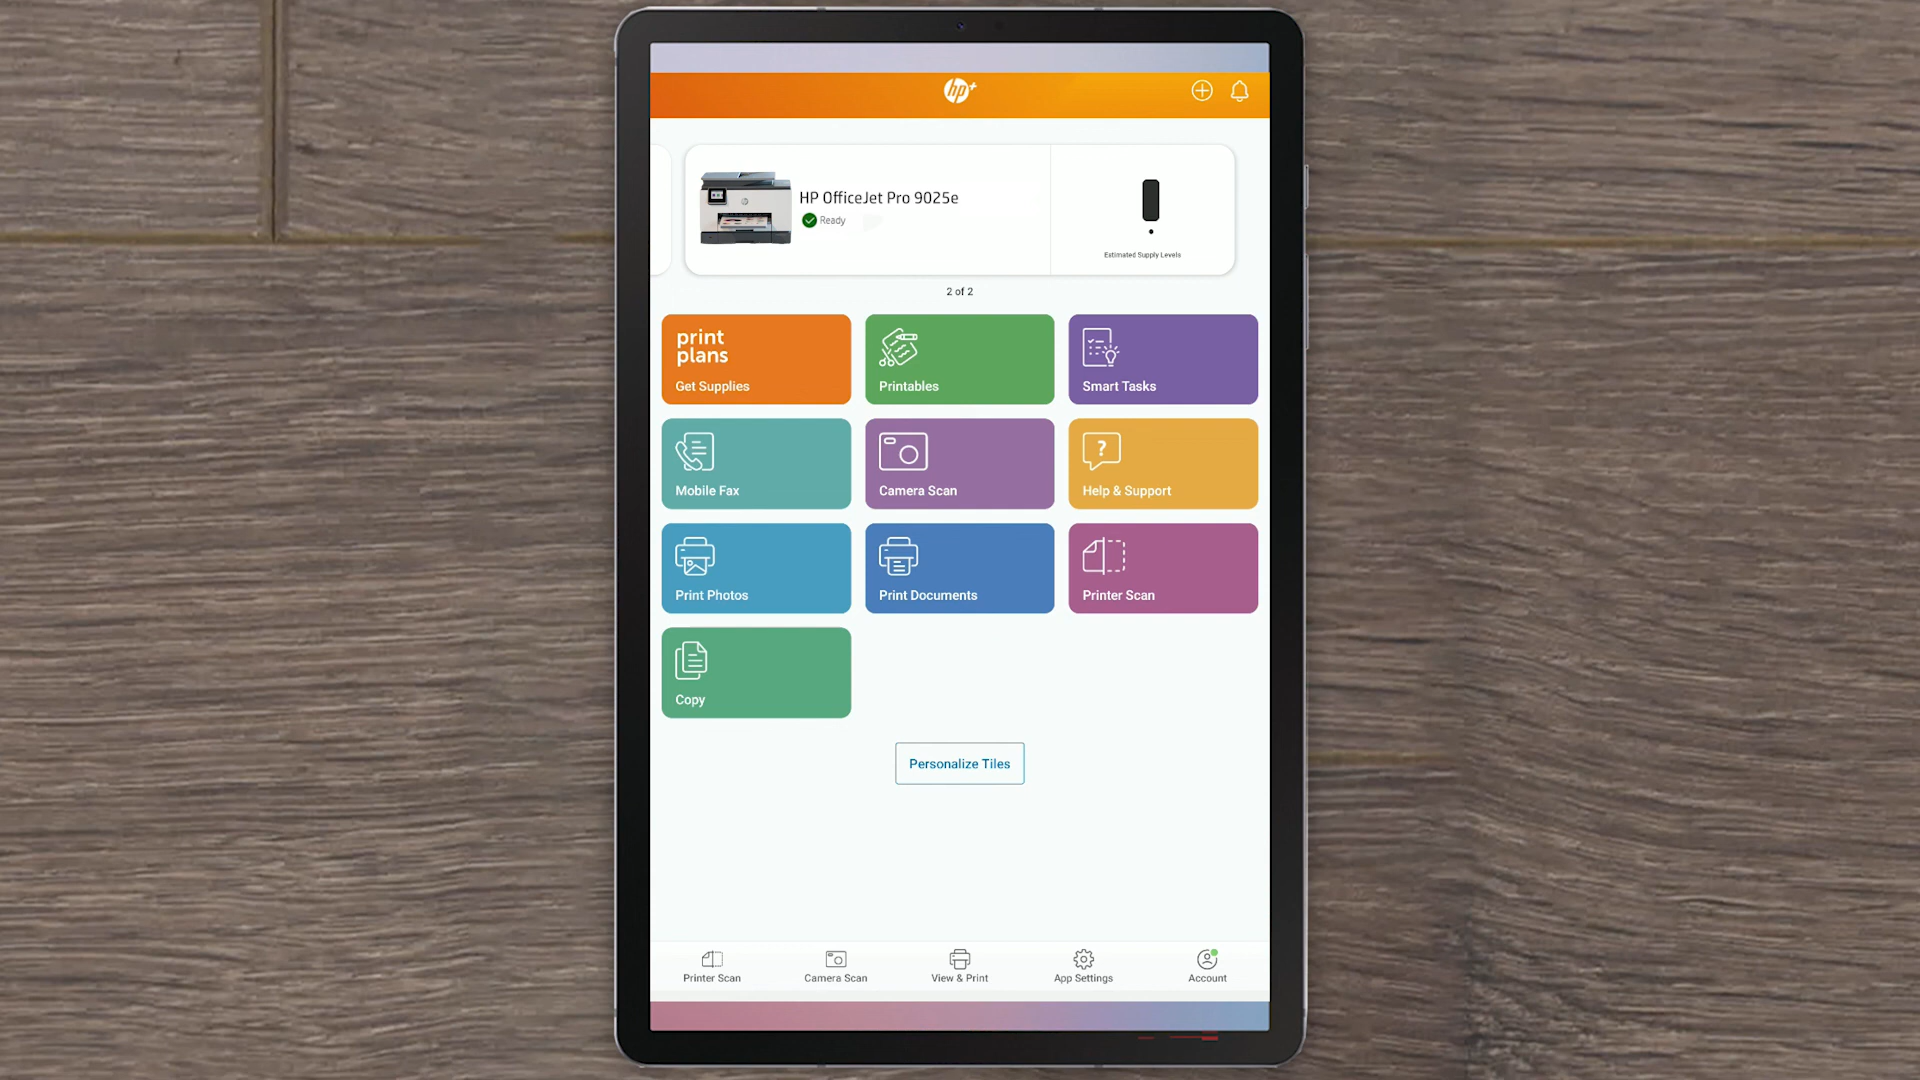 hp+
HP OfficeJet Pro 9025e
Ready
Estimated Supply Levels
2 of 2
print
plans
Get Supplies
Printables
Smart Tasks
Mobile Fax
Camera Scan
Help & Support
Print Photos
Print Documents
Printer Scan
Copy
Personalize Tiles
Printer Scan
Camera Scan
View & Print
App Settings
Account